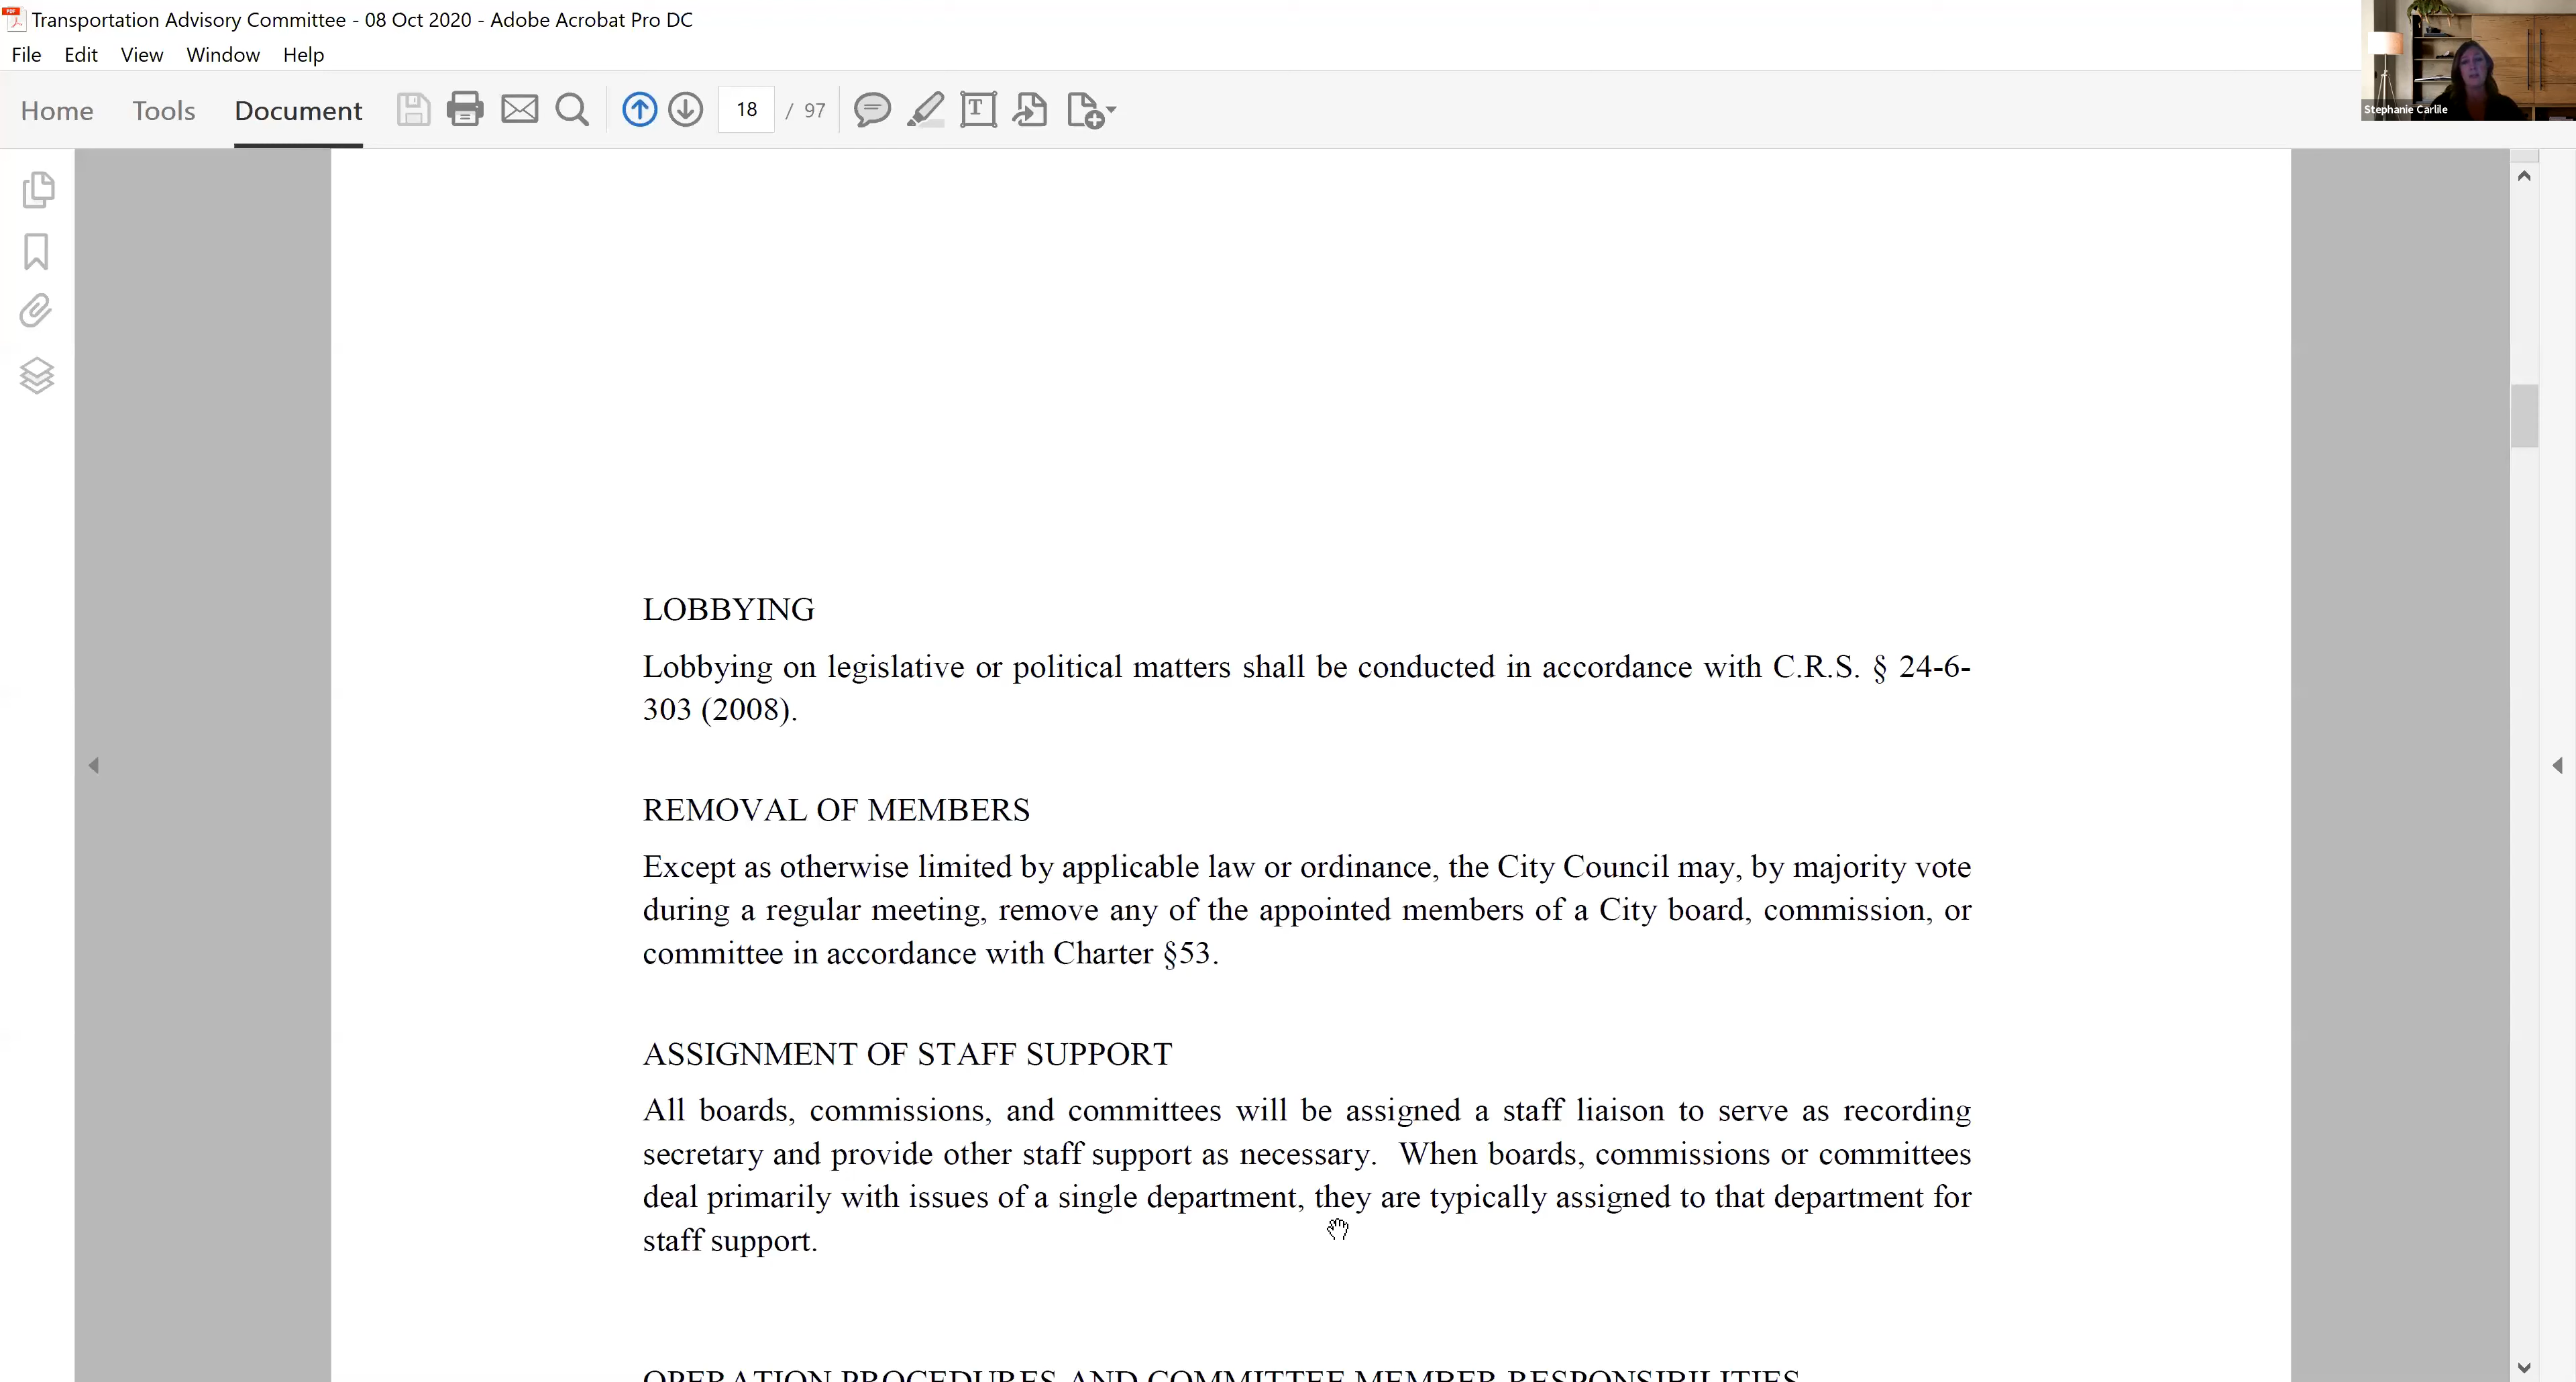 Transportation Advisory Committee - 08 Oct 2020 - Adobe Acrobat Pro DC
File Edit View Window Help
Home Tools Document 18 / 97
Stephanie Carlile
LOBBYING
Lobbying on legislative or political matters shall be conducted in accordance with C.R.S. § 24-6-
303 (2008).
REMOVAL OF MEMBERS
Except as otherwise limited by applicable law or ordinance, the City Council may, by majority vote
during a regular meeting, remove any of the appointed members of a City board, commission, or
committee in accordance with Charter §53.
ASSIGNMENT OF STAFF SUPPORT
All boards, commissions, and committees will be assigned a staff liaison to serve as recording
secretary and provide other staff support as necessary.  When boards, commissions or committees
deal primarily with issues of a single department, they are typically assigned to that department for
staff support.
OPERATION PROCEDURES AND COMMITTEE MEMBER RESPONSIBILITIES